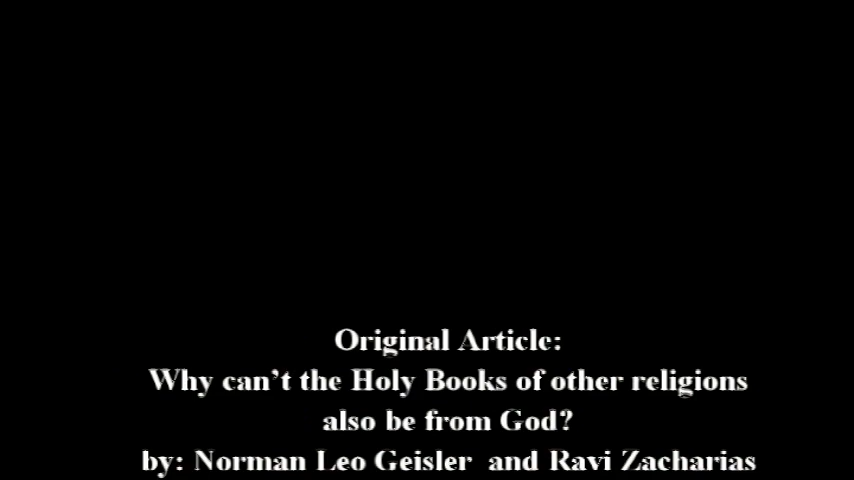 Original Article:
Why can’t the Holy Books of other religions
also be from God?
by: Norman Leo Geisler and Ravi Zacharias